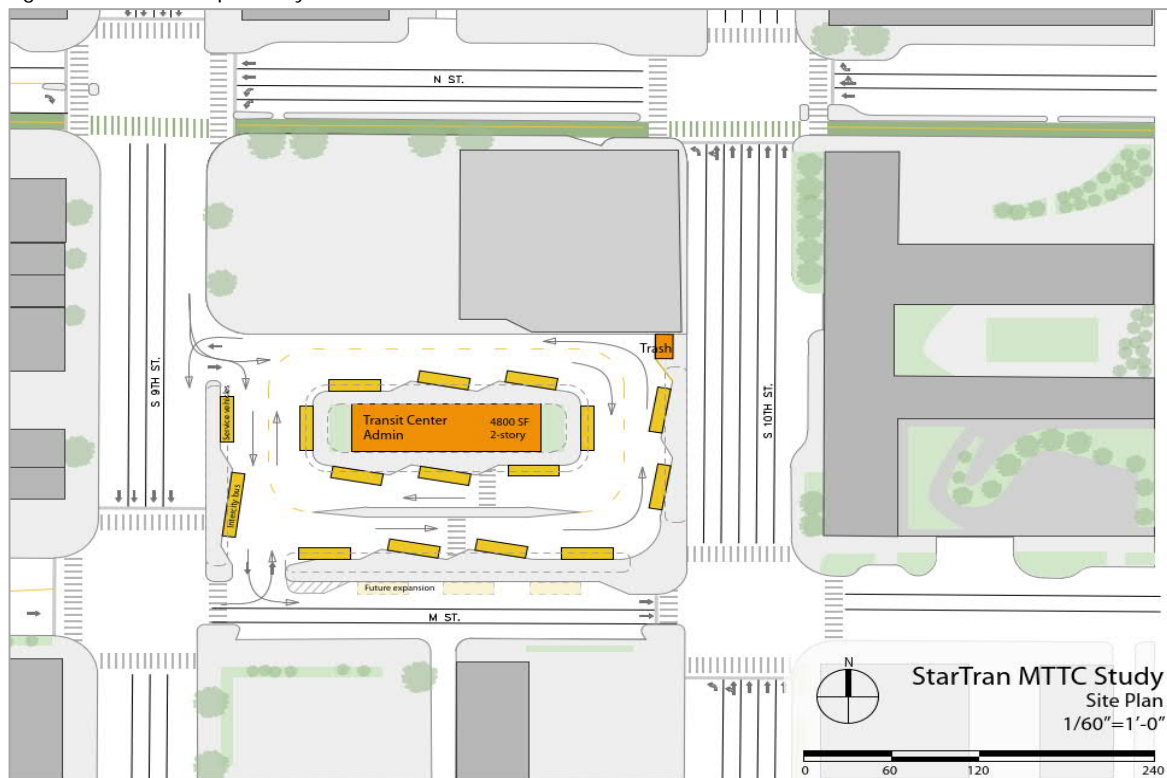 N ST.
S 9TH ST.
S 10TH ST.
Trash
Service vehicles
Transit Center
Admin
4800 SF
2-story
Intercity bus
Future expansion
M ST.
N
StarTran MTTC Study
Site Plan
1/60”=1’-0”
0 60 120 240